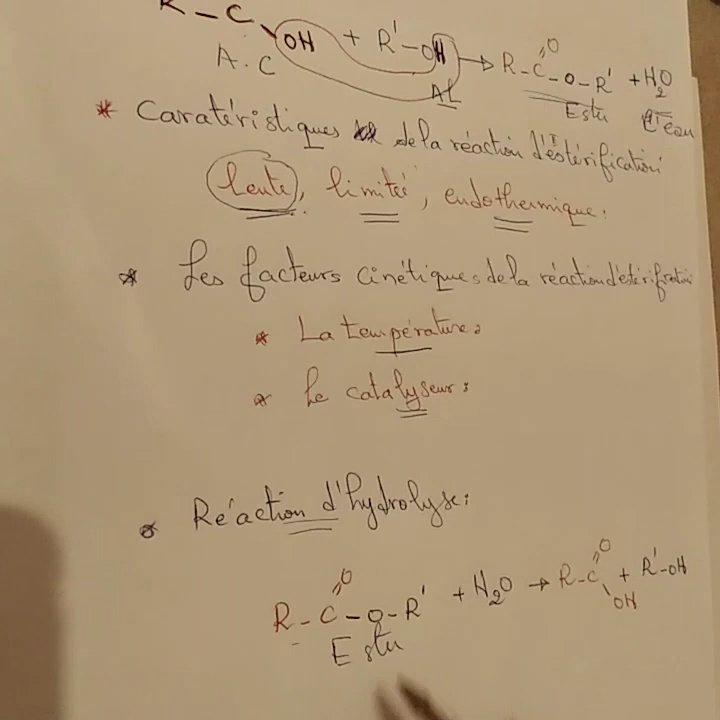 R - C OH + R' - OH → R - C - O - R' + H2O
O
A.C AL Ester L'eau
* Caratéristiques de la réaction d'éstérification
lente, limitée, endothermique:
* Les facteurs cinétiques de la réaction d'estérification
* La température:
* Le catalyseur:
* Réaction d'hydrolyse:
O O
R - C - O - R' + H2O → R - C + R' - OH
OH
Ester